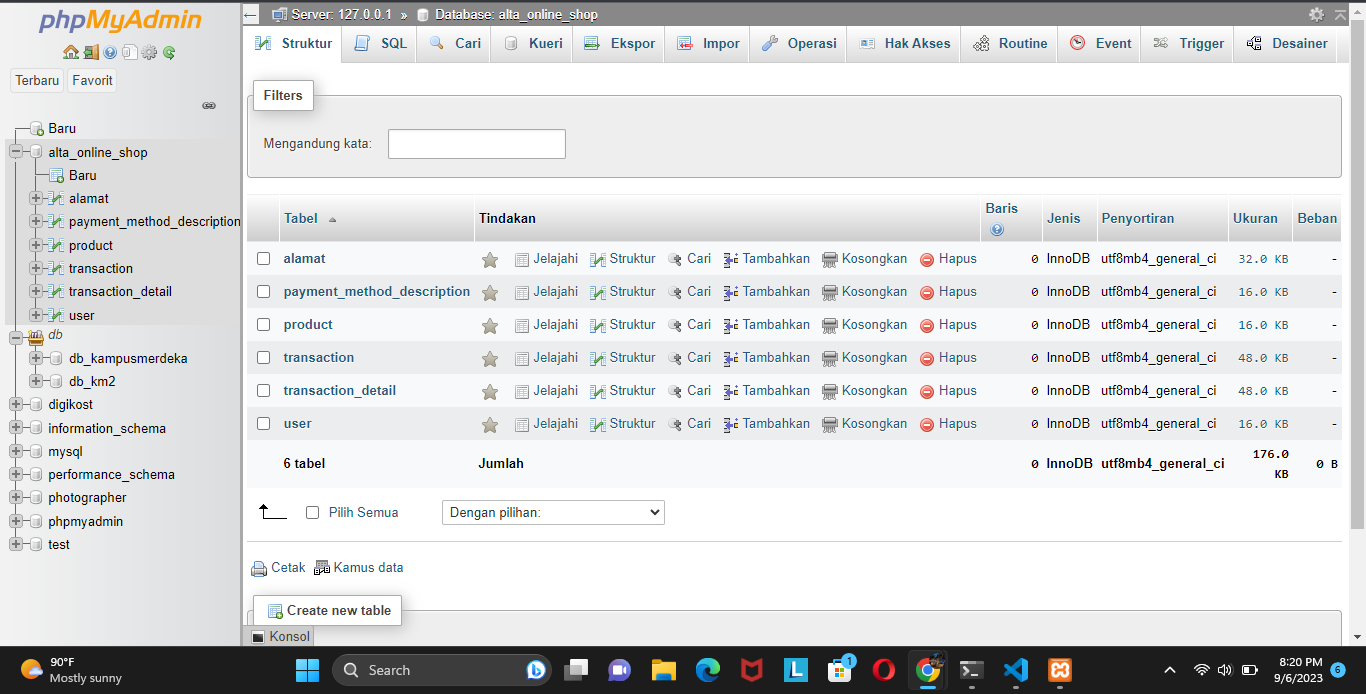 phpMyAdmin
Terbaru Favorit
Baru
alta_online_shop
Baru
alamat
payment_method_description
product
transaction
transaction_detail
user
db
db_kampusmerdeka
db_km2
digikost
information_schema
mysql
performance_schema
photographer
phpmyadmin
test
Server: 127.0.0.1 » Database: alta_online_shop
Struktur SQL Cari Kueri Ekspor Impor Operasi Hak Akses Routine Event Trigger Desainer
Filters
Mengandung kata:
Tabel Tindakan Baris Jenis Penyortiran Ukuran Beban
alamat Jelajahi Struktur Cari Tambahkan Kosongkan Hapus 0 InnoDB utf8mb4_general_ci 32.0 KB -
payment_method_description Jelajahi Struktur Cari Tambahkan Kosongkan Hapus 0 InnoDB utf8mb4_general_ci 16.0 KB -
product Jelajahi Struktur Cari Tambahkan Kosongkan Hapus 0 InnoDB utf8mb4_general_ci 16.0 KB -
transaction Jelajahi Struktur Cari Tambahkan Kosongkan Hapus 0 InnoDB utf8mb4_general_ci 48.0 KB -
transaction_detail Jelajahi Struktur Cari Tambahkan Kosongkan Hapus 0 InnoDB utf8mb4_general_ci 48.0 KB -
user Jelajahi Struktur Cari Tambahkan Kosongkan Hapus 0 InnoDB utf8mb4_general_ci 16.0 KB -
6 tabel Jumlah 0 InnoDB utf8mb4_general_ci 176.0 KB 0 B
Pilih Semua Dengan pilihan:
Cetak Kamus data
Create new table
Konsol
90°F
Mostly sunny
Search
1
8:20 PM
9/6/2023
6